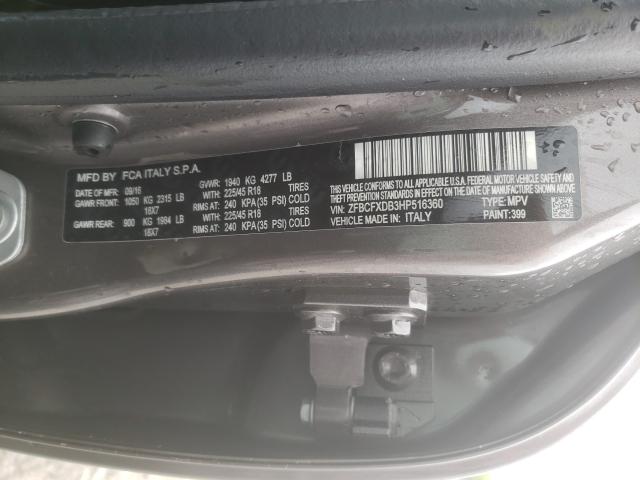 MFD BY FCA ITALY S.P.A.
DATE OF MFR: 09/16 GVWR: 1940 KG 4277 LB
GAWR FRONT: 1050 KG 2315 LB WITH 225/45 R18 TIRES
18X7 RIMS AT: 240 KPA (35 PSI) COLD
GAWR REAR: 900 KG 1984 LB WITH 225/45 R18 TIRES
18X7 RIMS AT: 240 KPA (35 PSI) COLD
THIS VEHICLE CONFORMS TO ALL APPLICABLE U.S.A. FEDERAL MOTOR VEHICLE SAFETY AND
THEFT PREVENTION STANDARDS IN EFFECT ON THE DATE OF MANUFACTURE SHOWN ABOVE
VIN: ZFBCFXDB3HP516360 TYPE: MPV
VEHICLE MADE IN: ITALY PAINT: 399